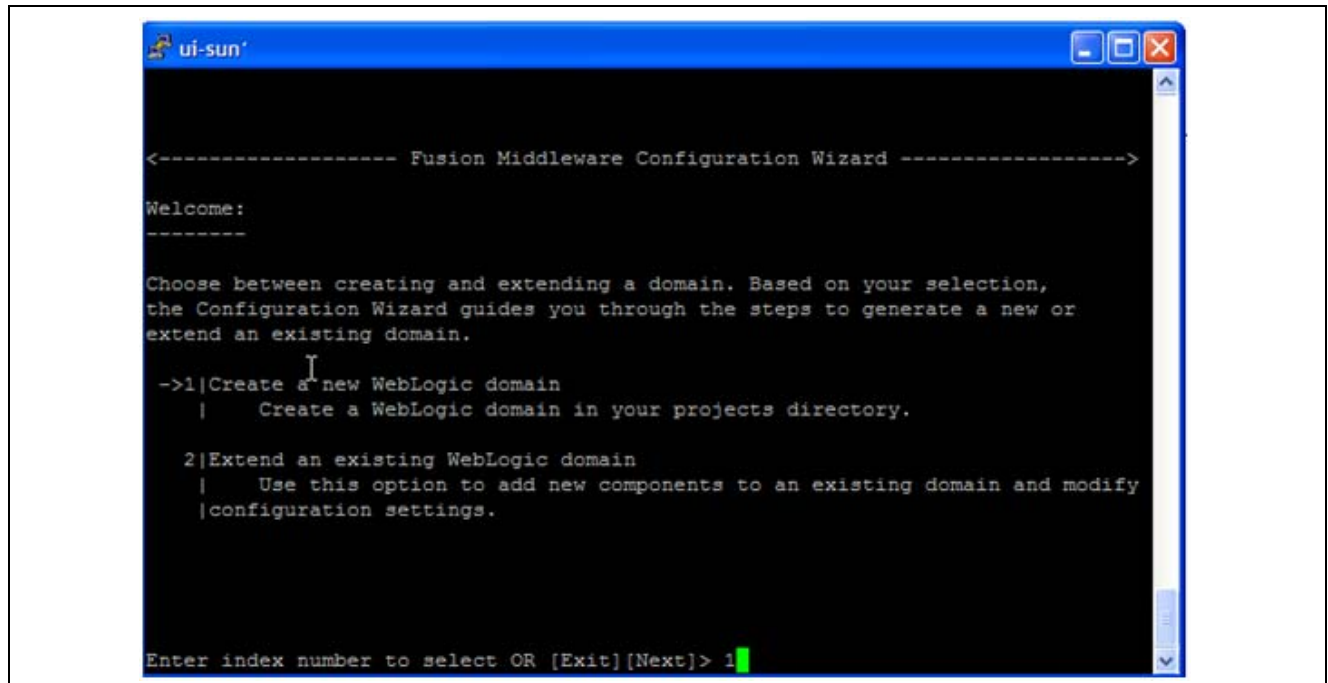 ui-sun
<------------------- Fusion Middleware Configuration Wizard ------------------>
Welcome:
--------
Choose between creating and extending a domain. Based on your selection,
the Configuration Wizard guides you through the steps to generate a new or
extend an existing domain.
->1|Create a new WebLogic domain
|    Create a WebLogic domain in your projects directory.
2|Extend an existing WebLogic domain
|    Use this option to add new components to an existing domain and modify
|configuration settings.
Enter index number to select OR [Exit][Next]> 1